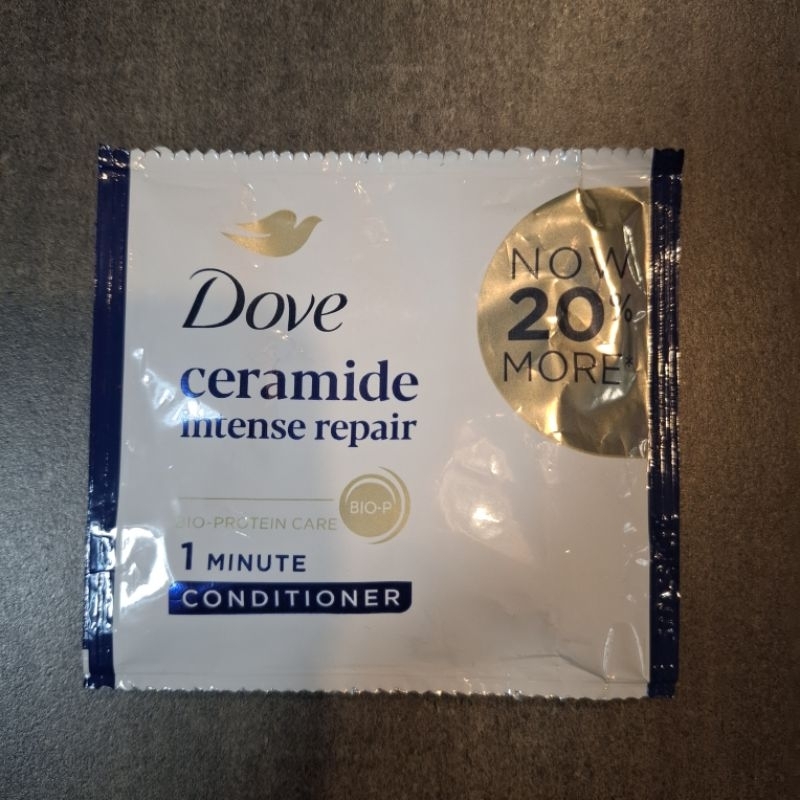 Dove
ceramide
intense repair
BIO-PROTEIN CARE
BIO-P
1 MINUTE
CONDITIONER
NOW
20%
MORE*